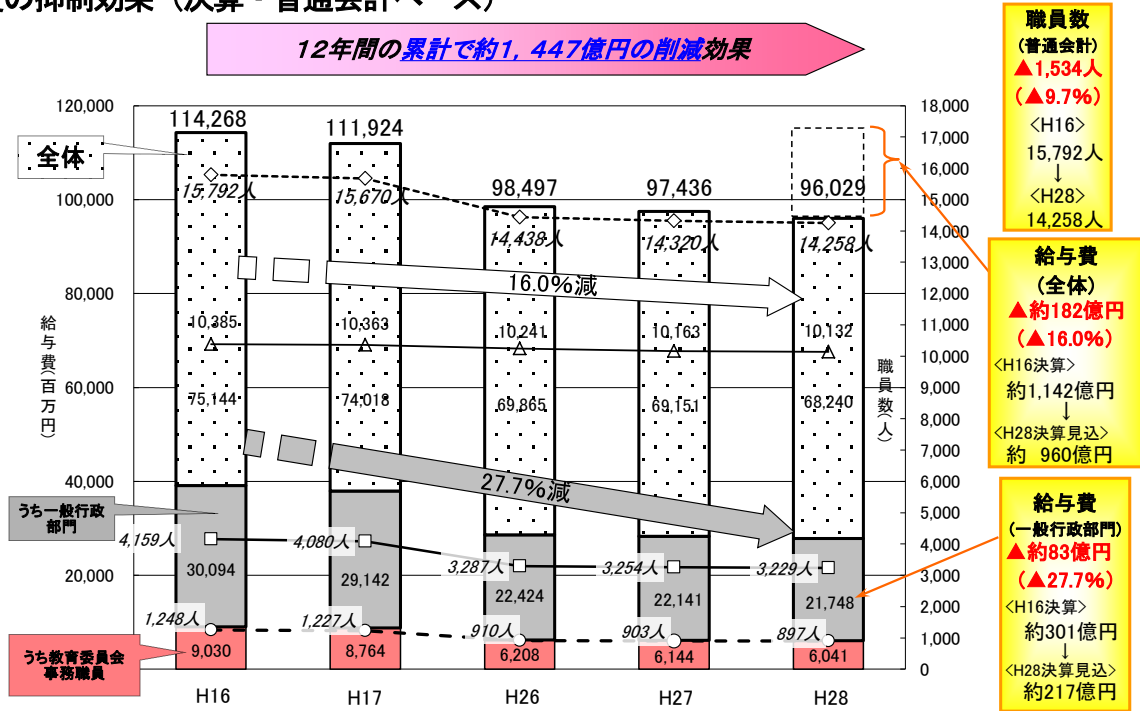 の抑制効果（決算・普通会計ベース）
12年間の累計で約1，447億円の削減効果
職員数
(普通会計)
▲1,534人
(▲9.7%)
<H16>
15,792人
↓
<H28>
14,258人
給与費
(全体)
▲約182億円
(▲16.0%)
<H16決算>
約1,142億円
↓
<H28決算見込>
約 960億円
給与費
(一般行政部門)
▲約83億円
(▲27.7%)
<H16決算>
約301億円
↓
<H28決算見込>
約217億円
給与費(百万円)
120,000
100,000
80,000
60,000
40,000
20,000
職員数(人)
18,000
17,000
16,000
15,000
14,000
13,000
12,000
11,000
10,000
9,000
8,000
7,000
6,000
5,000
4,000
3,000
2,000
1,000
0
全体
うち一般行政
部門
うち教育委員会
事務職員
114,268
111,924
98,497
97,436
96,029
15,792人
15,670人
14,438人
14,320人
14,258人
16.0%減
10,385
10,363
10,241
10,163
10,132
75,144
74,018
69,865
69,151
68,240
27.7%減
4,159人
4,080人
3,287人
3,254人
3,229人
30,094
29,142
22,424
22,141
21,748
1,248人
1,227人
910人
903人
897人
9,030
8,764
6,208
6,144
6,041
H16
H17
H26
H27
H28